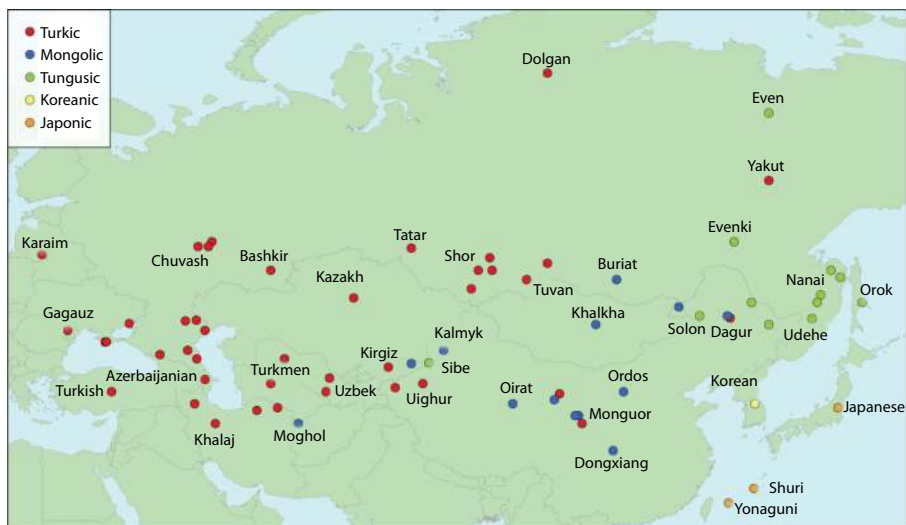 Turkic
Mongolic
Tungusic
Koreanic
Japonic
Dolgan
Even
Yakut
Karaim
Chuvash
Bashkir
Tatar
Shor
Evenki
Buriat
Kazakh
Tuvan
Nanai
Orok
Gagauz
Khalkha
Solon
Dagur
Udehe
Kalmyk
Turkmen
Kirgiz
Sibe
Azerbaijanian
Turkish
Uzbek
Uighur
Oirat
Ordos
Korean
Japanese
Monguor
Khalaj
Moghol
Dongxiang
Shuri
Yonaguni